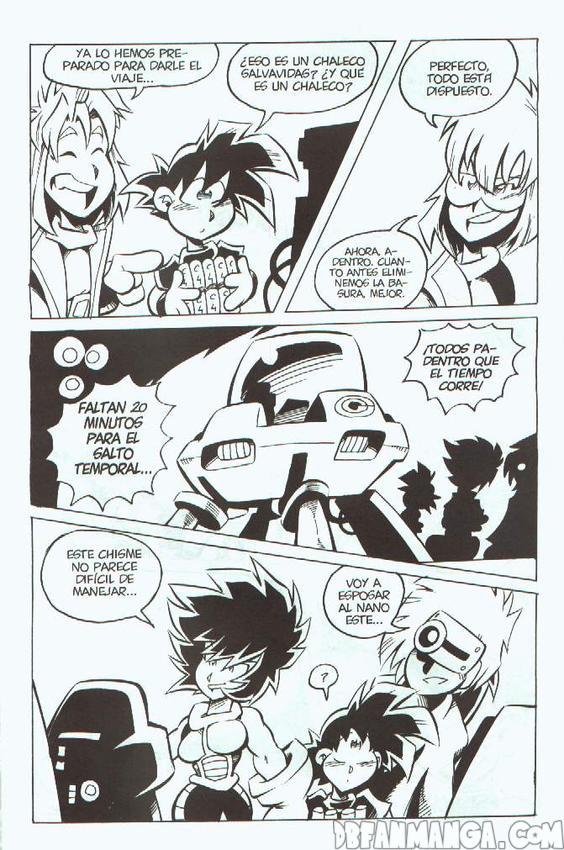 YA LO HEMOS PRE-
PARADO PARA DARLE EL
VIAJE...
¿ESO ES UN CHALECO
SALVAVIDAS? ¿Y QUÉ
ES UN CHALECO?
PERFECTO,
TODO ESTÁ
DISPUESTO.
AHORA, A-
DENTRO. CUAN-
TO ANTES ELIMI-
NEMOS LA BA-
SURA, MEJOR.
FALTAN 20
MINUTOS
PARA EL
SALTO
TEMPORAL...
¡TODOS PA-
DENTRO QUE
EL TIEMPO
CORRE!
ESTE CHISME
NO PARECE
DIFÍCIL DE
MANEJAR...
VOY A
ESPOSAR
AL NANO
ESTE...
?
DBFANMANGA.COM